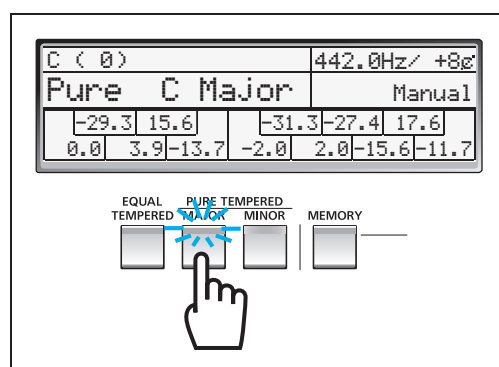 C ( 0) 442.0Hz/ +8¢
Pure C Major Manual
-29.3 15.6 -31.3 -27.4 17.6
0.0 3.9 -13.7 -2.0 2.0 -15.6 -11.7
EQUAL TEMPERED PURE TEMPERED
MAJOR MINOR MEMORY